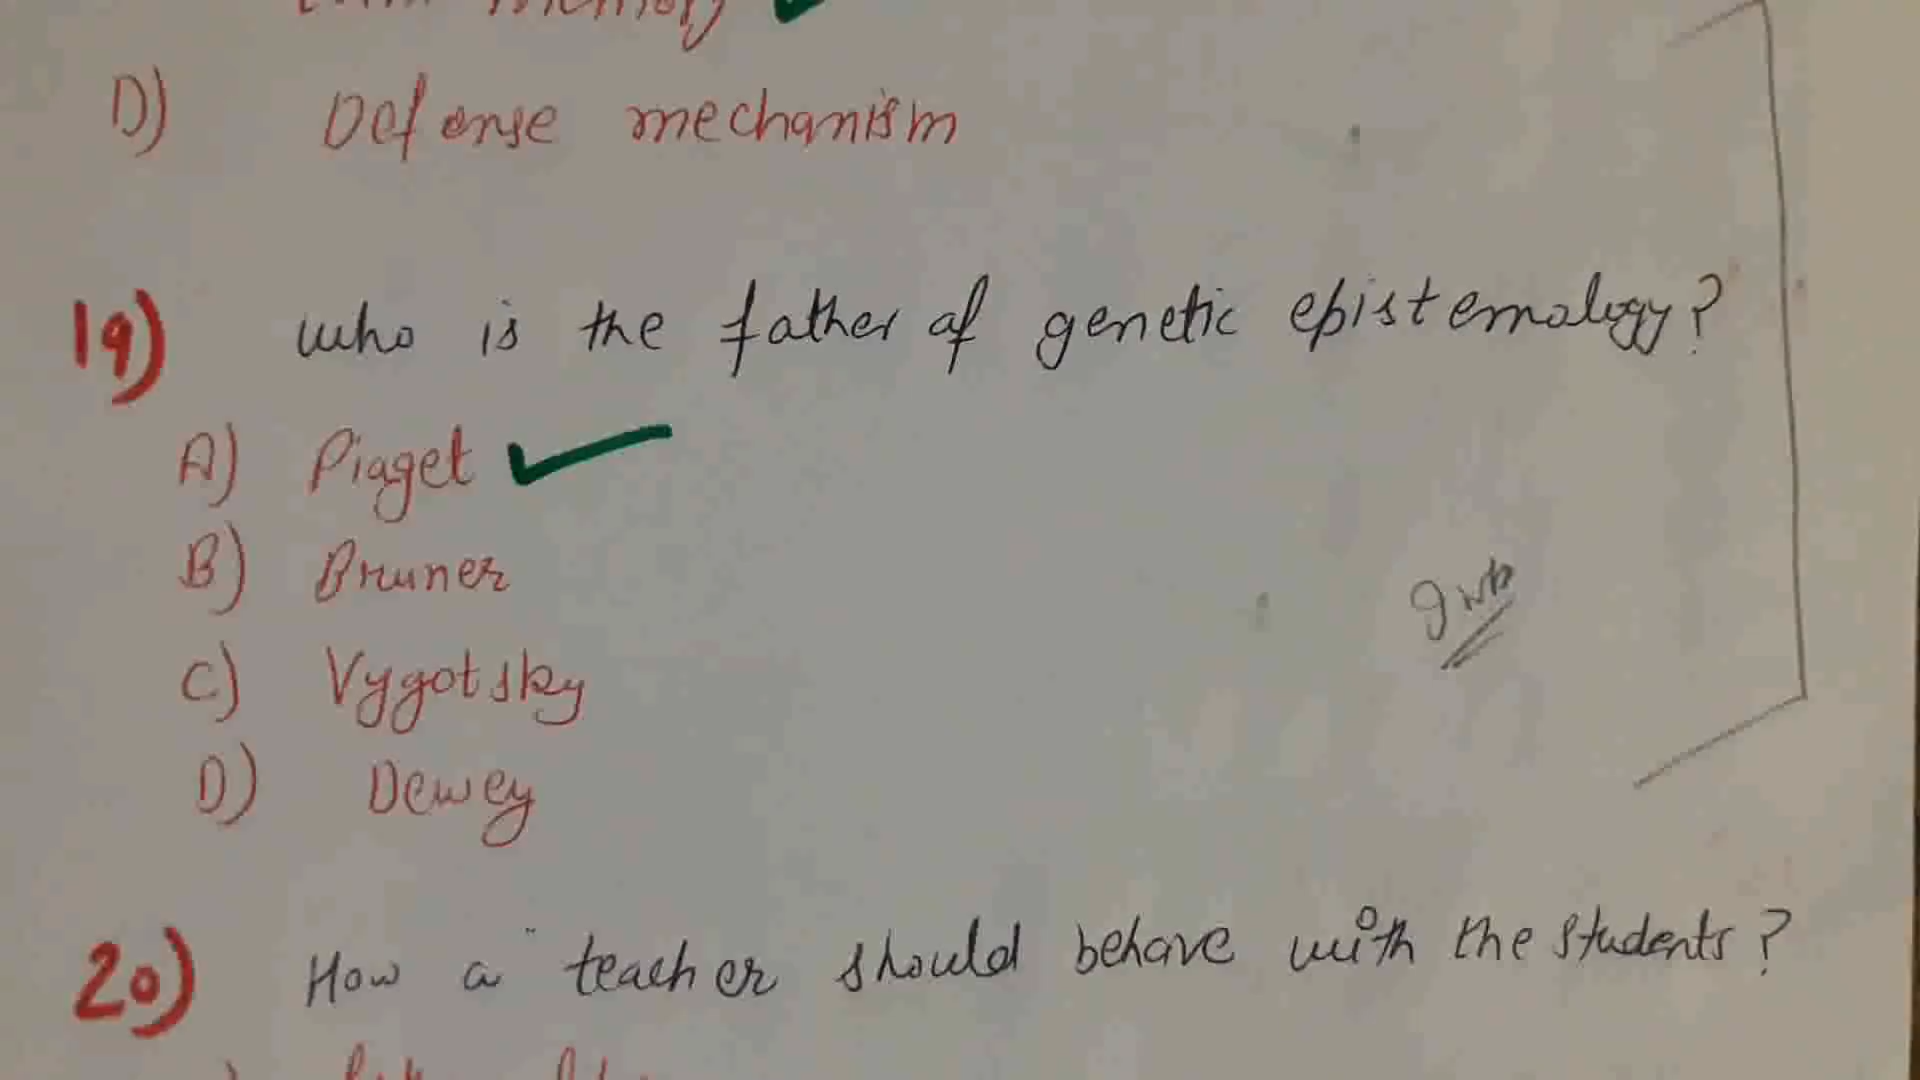 memory
D) Defense mechanism
19) Who is the father of genetic epistemology?
A) Piaget
B) Bruner
C) Vygotsky
D) Dewey
20) How a teacher should behave with the students?